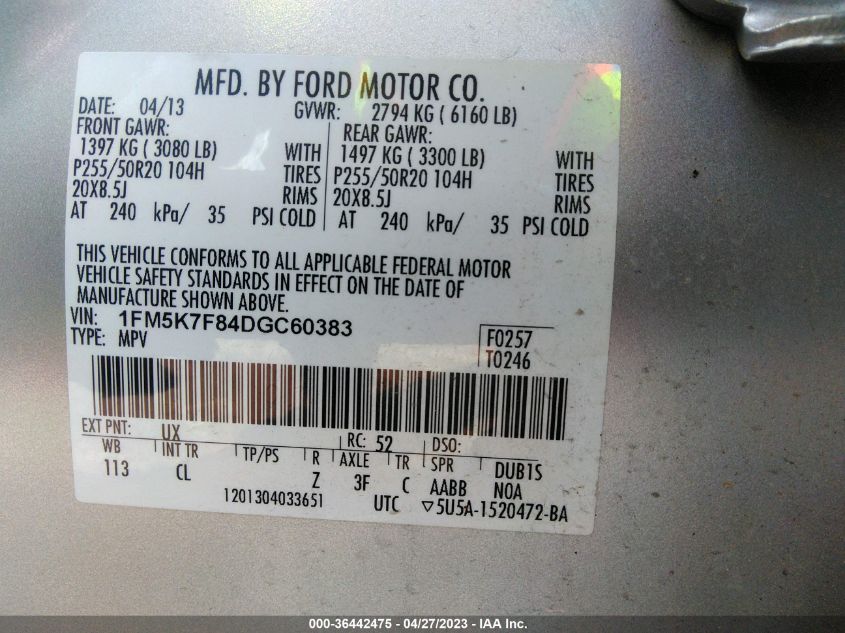 MFD. BY FORD MOTOR CO.
DATE: 04/13
GVWR: 2794 KG ( 6160 LB)
FRONT GAWR:
1397 KG ( 3080 LB) WITH
P255/50R20 104H TIRES
20X8.5J RIMS
AT 240 kPa/ 35 PSI COLD
REAR GAWR:
1497 KG ( 3300 LB) WITH
P255/50R20 104H TIRES
20X8.5J RIMS
AT 240 kPa/ 35 PSI COLD
THIS VEHICLE CONFORMS TO ALL APPLICABLE FEDERAL MOTOR
VEHICLE SAFETY STANDARDS IN EFFECT ON THE DATE OF
MANUFACTURE SHOWN ABOVE.
VIN: 1FM5K7F84DGC60383
TYPE: MPV
F0257
T0246
EXT PNT: UX RC: 52 DSO:
WB INT TR TP/PS R AXLE TR SPR DUB1S
113 CL Z 3F C AABB N0A
1201304033651 UTC ▽5U5A-1520472-BA
000-36442475 - 04/27/2023 - IAA Inc.